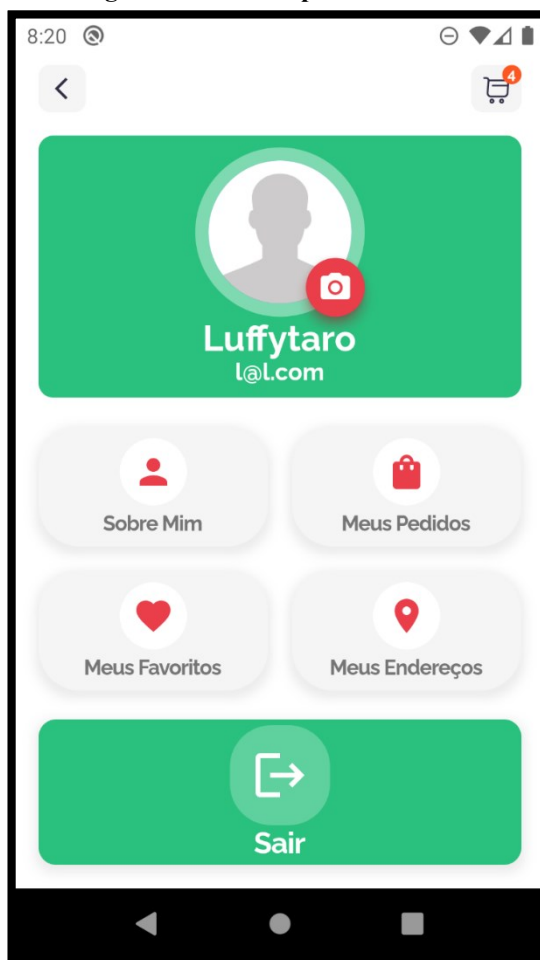 8:20
4
Luffytaro
l@l.com
Sobre Mim
Meus Pedidos
Meus Favoritos
Meus Endereços
Sair